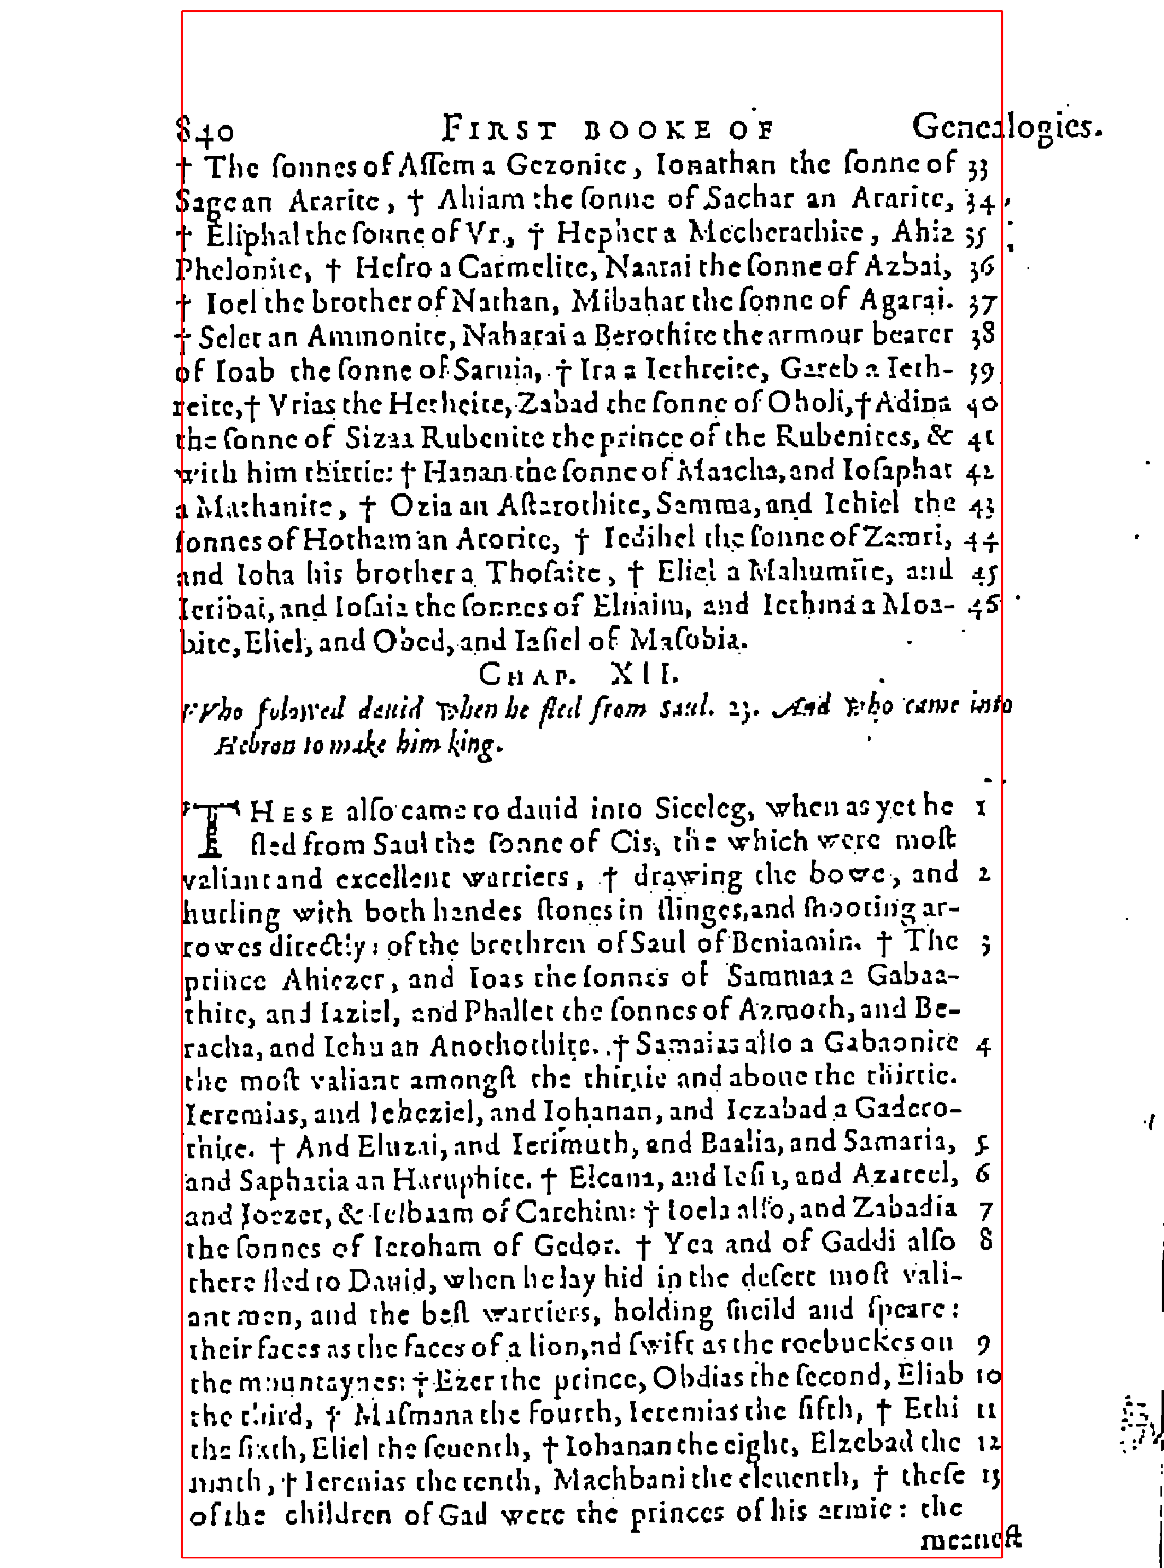 840 FIRST BOOKE OF Genealogies.
† The ſonnes of Aſſem a Gezonite, Ionathan the ſonne of 33
Sage an Ararite, † Ahiam the ſonne of Sachar an Ararite, 34
† Eliphal the ſonne of Vr, † Hepher a Mecherathite, Ahia 35
Phelonite, † Heſro a Carmelite, Naarai the ſonne of Azbai, 36
† Ioel the brother of Nathan, Mibahar the ſonne of Agarai. 37
† Selet an Ammonite, Naharai a Berothite the armour bearer 38
of Ioab the ſonne of Saruia, † Ira a Iethreite, Gareb a Ieth- 39
reite, † Vrias the Hetheite, Zabad the ſonne of Oholi, † Adina 40
the ſonne of Sizaa Rubenite the prince of the Rubenites, & 41
with him thirtie: † Hanan the ſonne of Maacha, and Ioſaphat 42
a Mathanite, † Ozia an Aſtarothite, Samma, and Iehiel the 43
ſonnes of Hotham an Arorite, † Iedihel the ſonne of Zamri, 44
and Ioha his brother a Thoſaite, † Eliel a Mahumite, and 45
Ieribai, and Ioſaia the ſonnes of Elnaim, and Iethma a Moa- 46
bite, Eliel, and Obed, and Iaſiel of Maſobia.
CHAP. XII.
VVho folowed dauid when he fled from Saul. 23. And who came into
Hebron to make him king.
THESE alſo came to dauid into Siceleg, when as yet he 1
fled from Saul the ſonne of Cis, the which were moſt
valiant and excellent warriers, † drawing the bowe, and 2
hurling with both handes ſtones in ſlinges, and ſhooting ar-
rowes directly: of the brethren of Saul of Beniamin. † The 3
prince Ahiezer, and Ioas the ſonnes of Sammaa a Gabaa-
thite, and Iaziel, and Phallet the ſonnes of Azmoth, and Be-
racha, and Iehu an Anothothite. † Samaias alſo a Gabaonite 4
the moſt valiant amongſt the thirtie and aboue the thirtie.
Ieremias, and Ieheziel, and Iohanan, and Iezabad a Gadero-
thite. † And Eluzai, and Ierimuth, and Baalia, and Samaria, 5
and Saphatia an Haruphite. † Elcana, and Ieſia, and Azareel, 6
and Joezer, & Ieſbaam of Carehim: † Ioela alſo, and Zabadia 7
the ſonnes of Ieroham of Gedor. † Yea and of Gaddi alſo 8
there fled to Dauid, when he lay hid in the deſert moſt vali-
ant men, and the beſt warriers, holding ſheild and ſpeare:
their faces as the faces of a lion,nd ſwift as the roebuckes on 9
the mountaynes: † Ezer the prince, Obdias the ſecond, Eliab 10
the third, † Maſmana the fourth, Ieremias the fifth, † Ethi 11
the ſixth, Eliel the ſeuenth, † Iohanan the eight, Elzebad the 12
ninth, † Ieremias the tenth, Machbani the eleuenth, † theſe 13
of the children of Gad were the princes of his armie: the
meaneſt